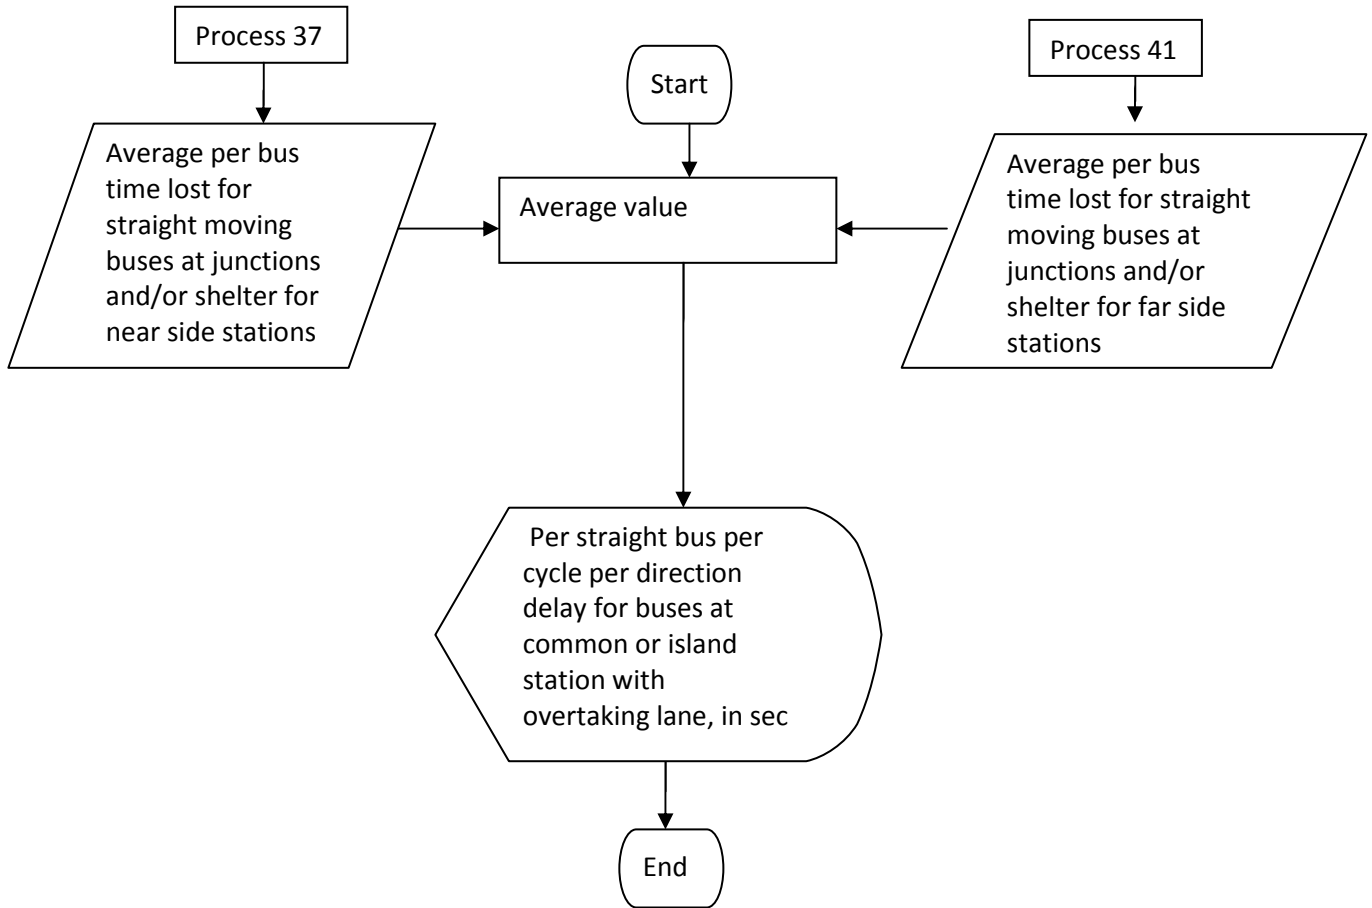 Process 37
Start
Process 41
Average per bus
time lost for
straight moving
buses at junctions
and/or shelter for
near side stations
Average value
Average per bus
time lost for straight
moving buses at
junctions and/or
shelter for far side
stations
Per straight bus per
cycle per direction
delay for buses at
common or island
station with
overtaking lane, in sec
End